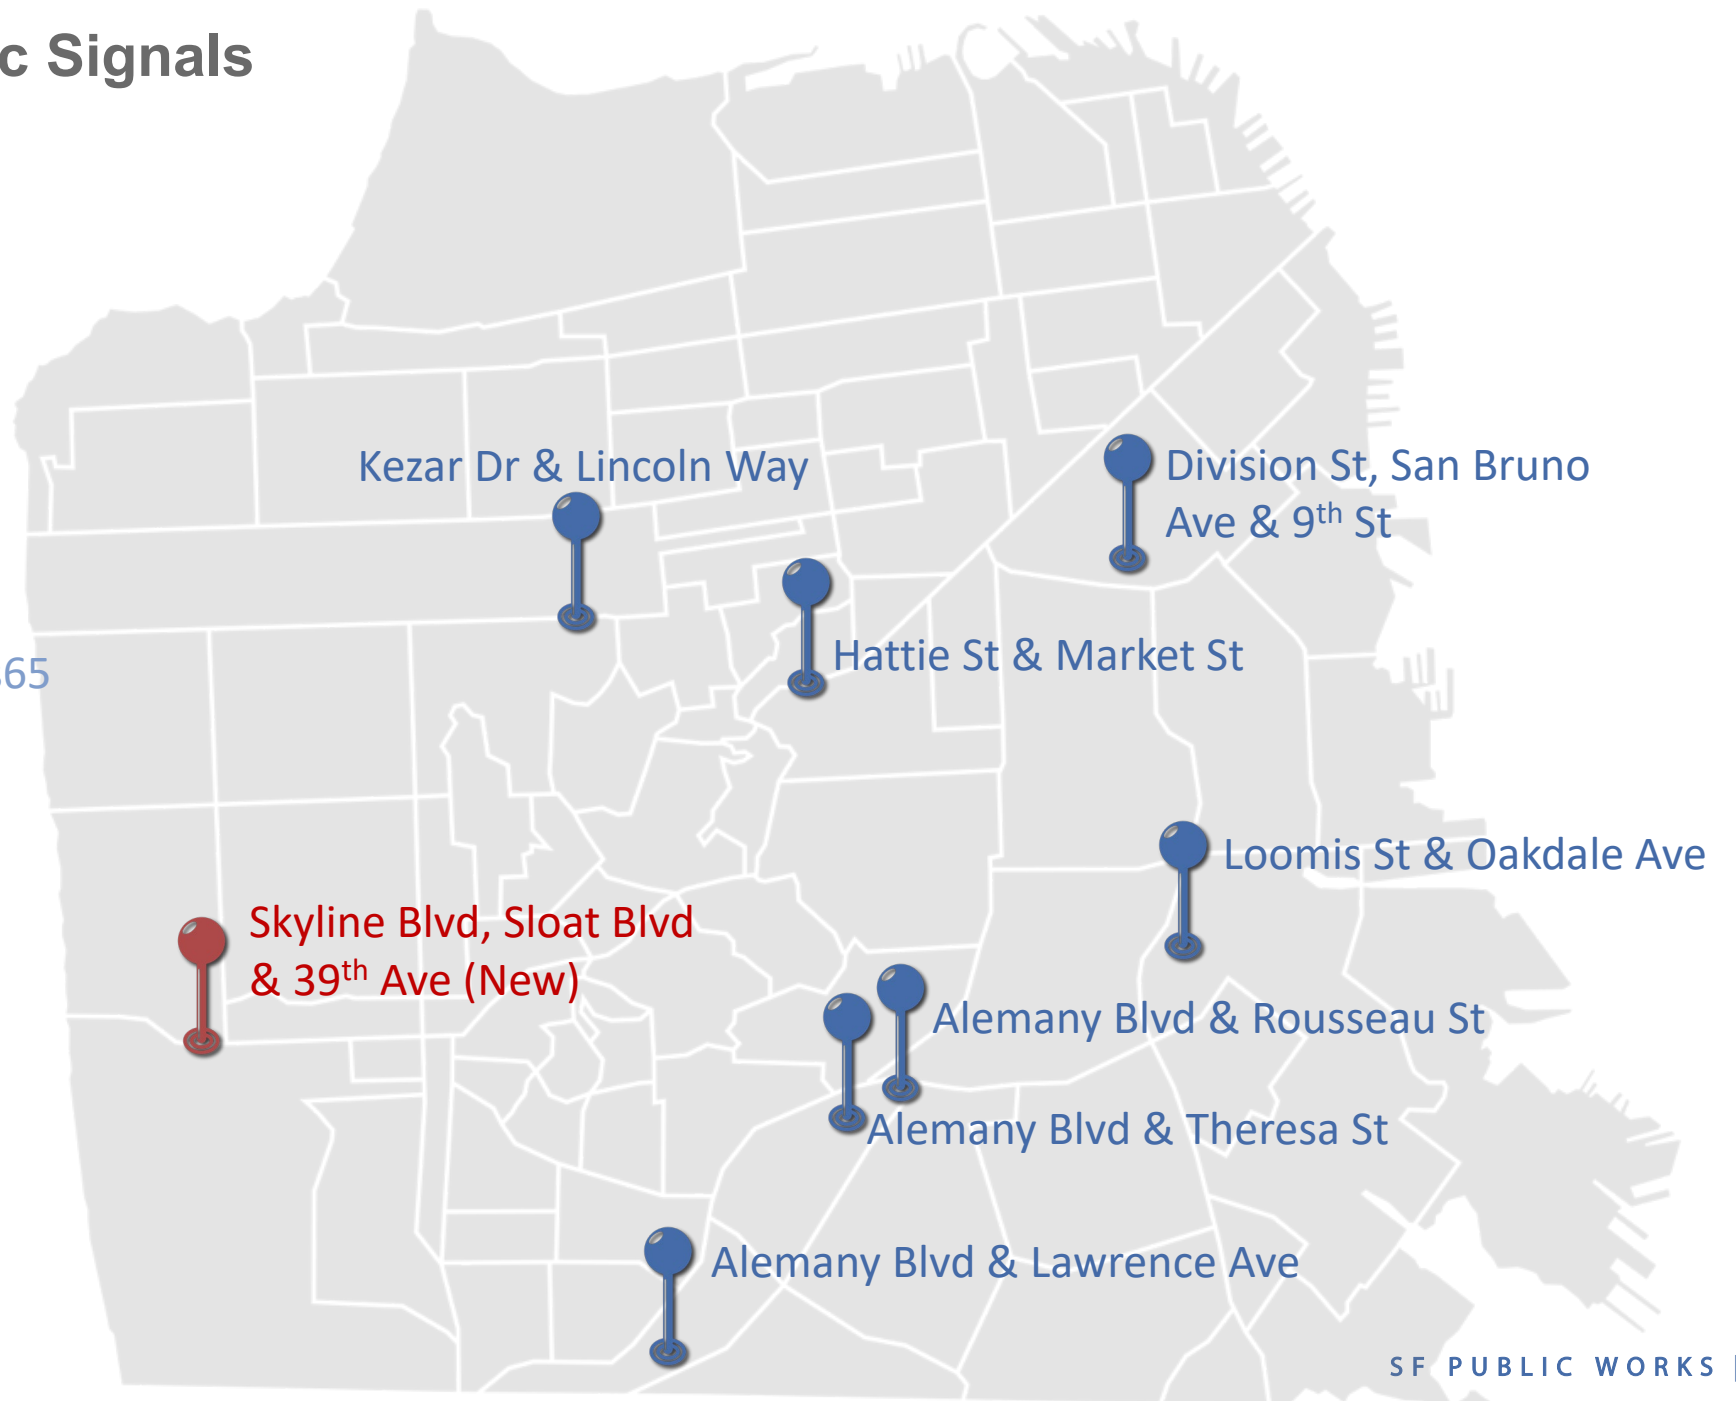 c Signals
Kezar Dr & Lincoln Way
Division St, San Bruno
Ave & 9th St
Hattie St & Market St
65
Loomis St & Oakdale Ave
Skyline Blvd, Sloat Blvd
& 39th Ave (New)
Alemany Blvd & Rousseau St
Alemany Blvd & Theresa St
Alemany Blvd & Lawrence Ave
SF PUBLIC WORKS |